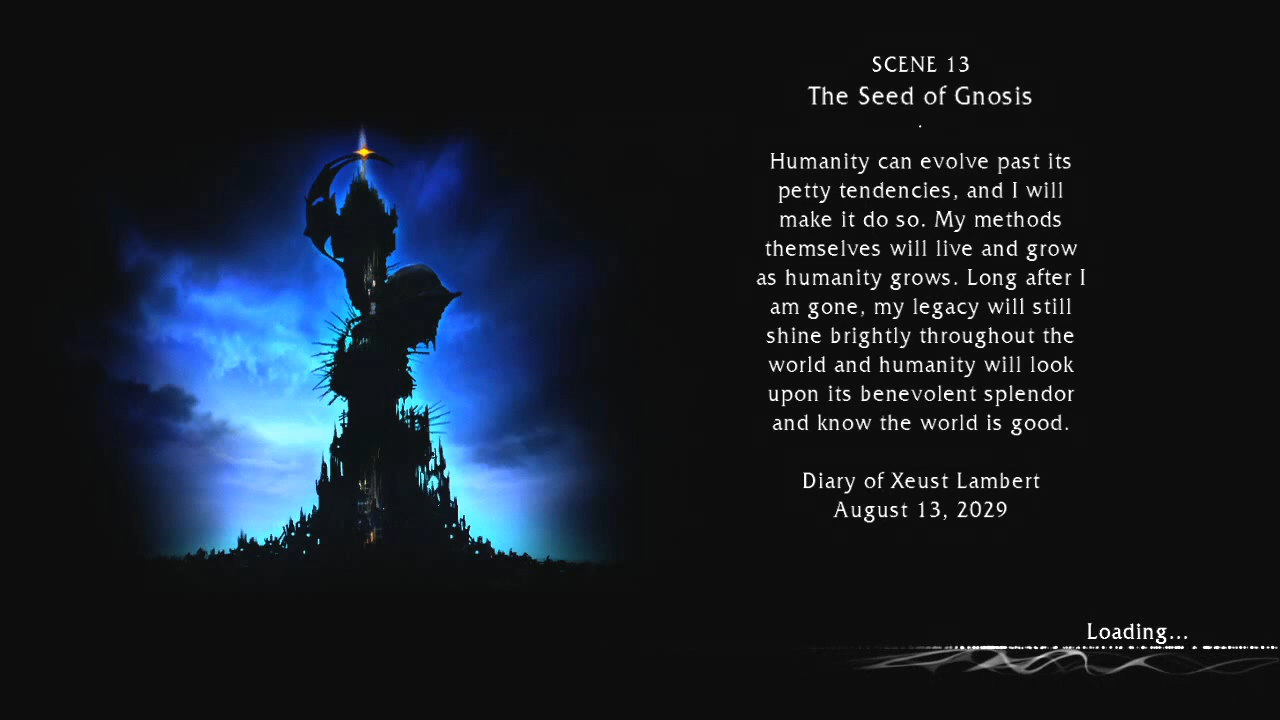 SCENE 13
The Seed of Gnosis
Humanity can evolve past its
petty tendencies, and I will
make it do so. My methods
themselves will live and grow
as humanity grows. Long after I
am gone, my legacy will still
shine brightly throughout the
world and humanity will look
upon its benevolent splendor
and know the world is good.
Diary of Xeust Lambert
August 13, 2029
Loading...